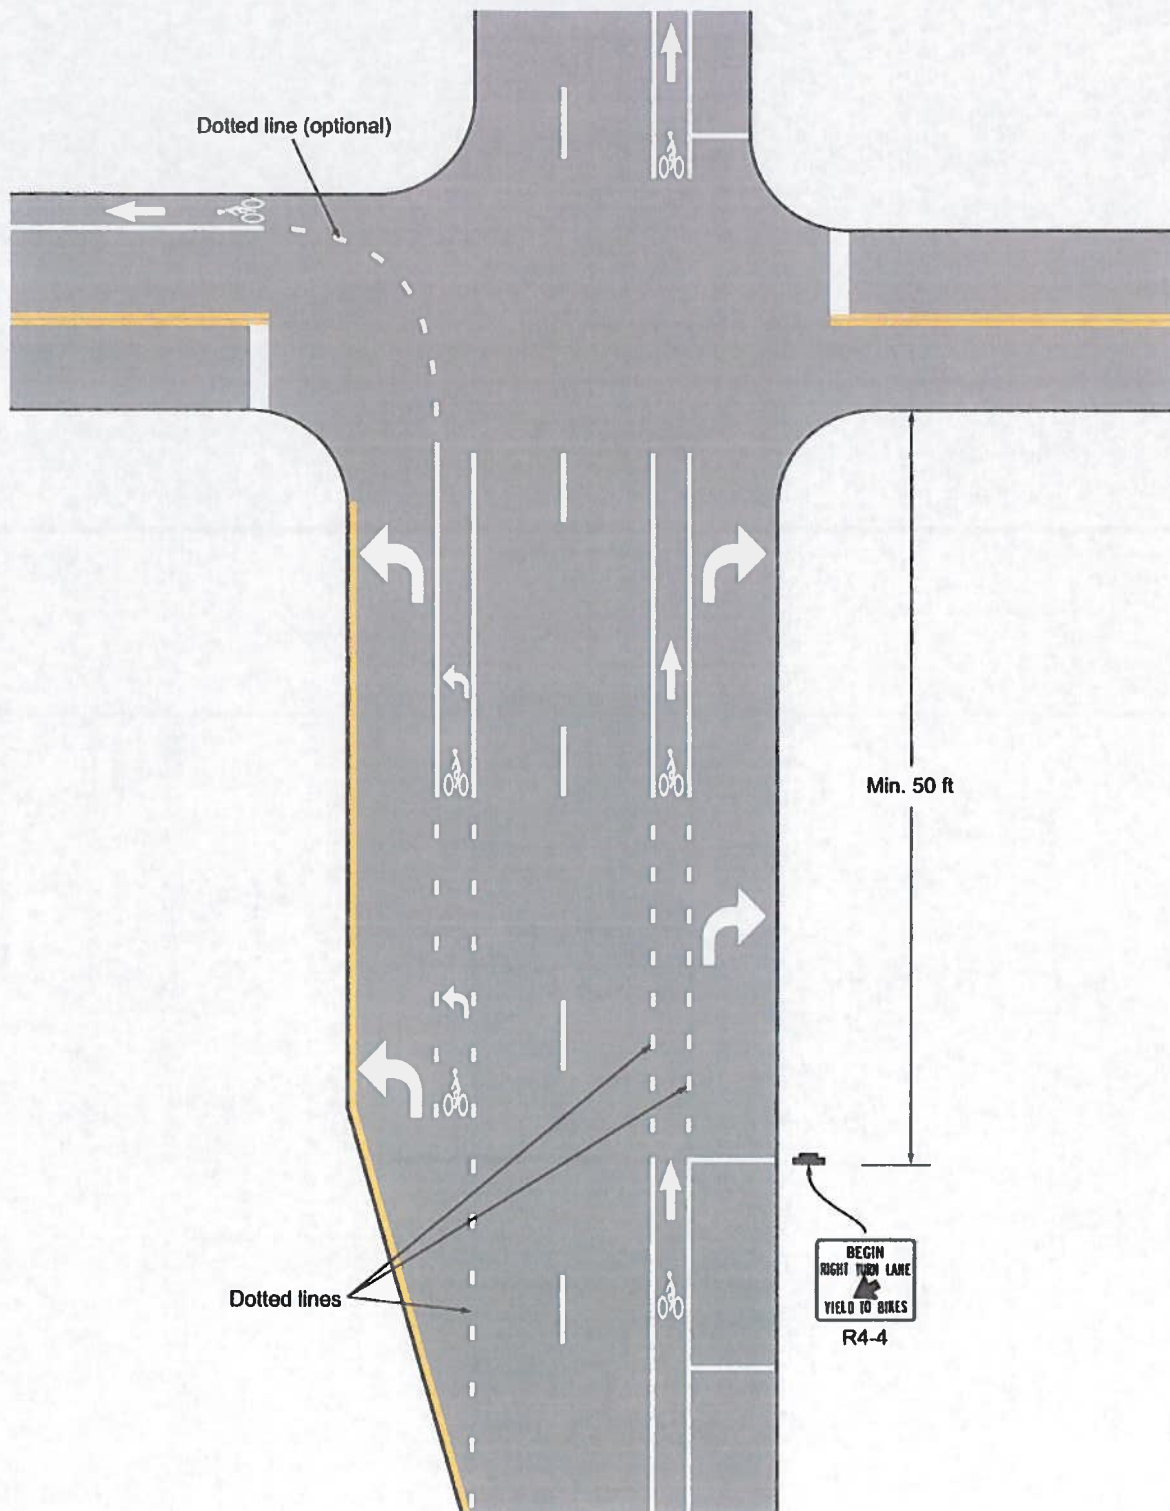 Dotted line (optional)
Min. 50 ft
Dotted lines
BEGIN
RIGHT TURN LANE
YIELD TO BIKES
R4-4